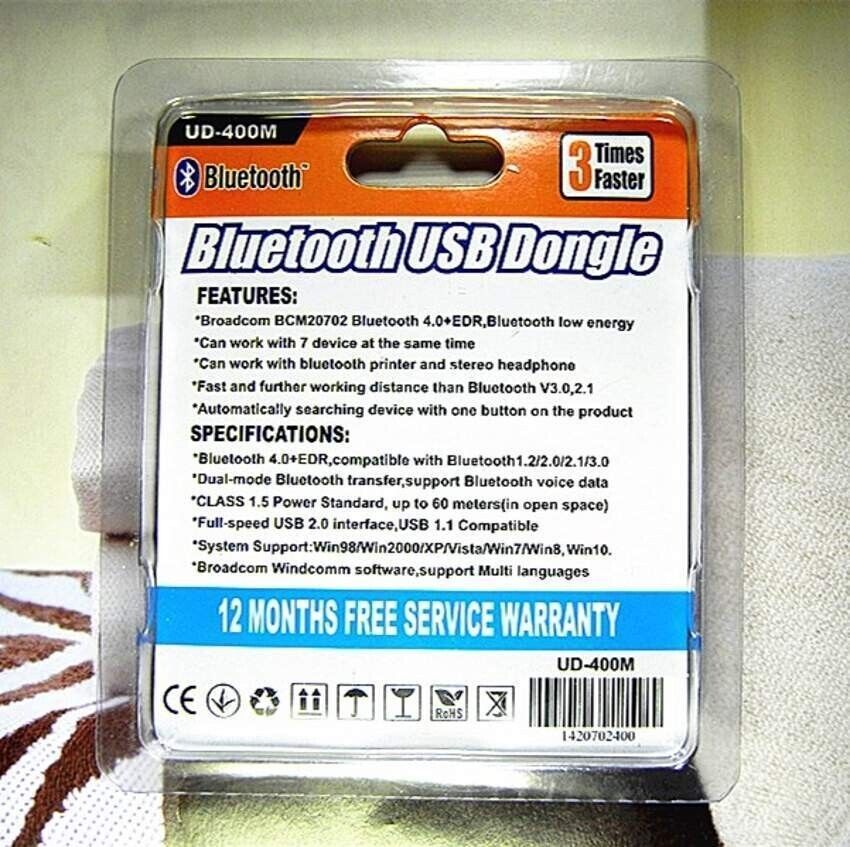 UD-400M
Bluetooth™
3 Times Faster
Bluetooth USB Dongle
FEATURES:
*Broadcom BCM20702 Bluetooth 4.0+EDR,Bluetooth low energy
*Can work with 7 device at the same time
*Can work with bluetooth printer and stereo headphone
*Fast and further working distance than Bluetooth V3.0,2.1
*Automatically searching device with one button on the product
SPECIFICATIONS:
*Bluetooth 4.0+EDR,compatible with Bluetooth1.2/2.0/2.1/3.0
*Dual-mode Bluetooth transfer,support Bluetooth voice data
*CLASS 1.5 Power Standard, up to 60 meters(in open space)
*Full-speed USB 2.0 interface,USB 1.1 Compatible
*System Support:Win98/Win2000/XP/Vista/Win7/Win8, Win10.
*Broadcom Windcomm software,support Multi languages
12 MONTHS FREE SERVICE WARRANTY
UD-400M
CE
RoHS
1420702400